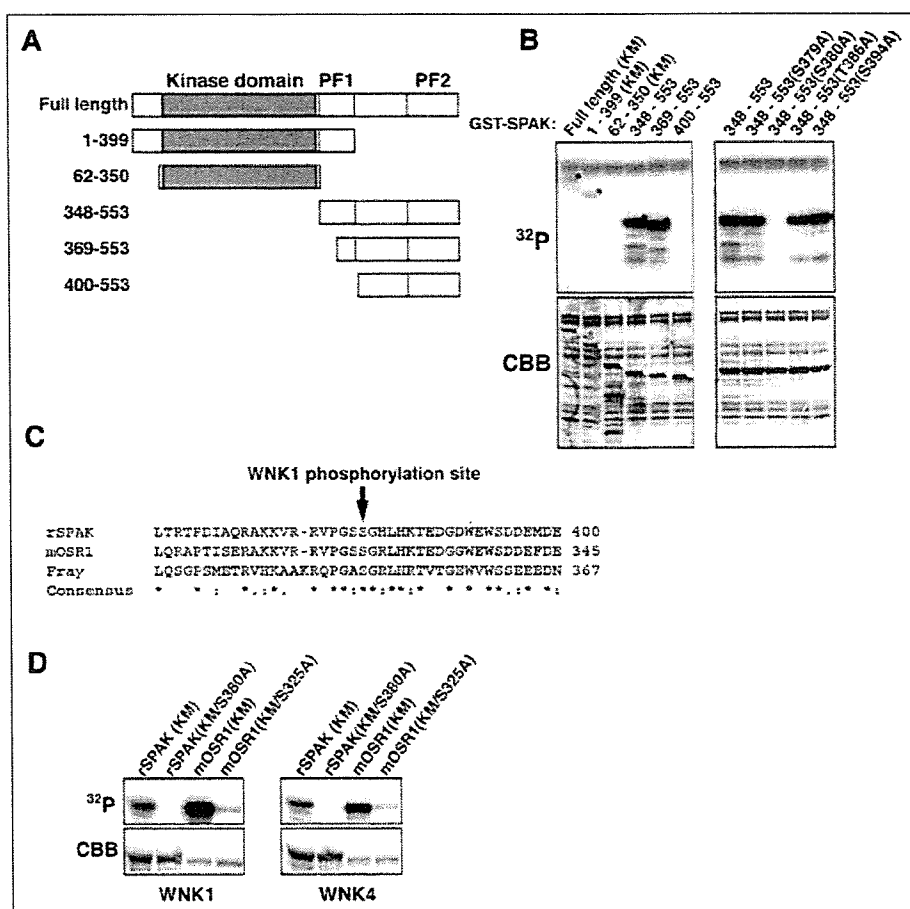 A
Kinase domain PF1 PF2
Full length
1-399
62-350
348-553
369-553
400-553
B
GST-SPAK:
Full length (KM)
1 - 399 (KM)
62 - 350 (KM)
348 - 553
369 - 553
400 - 553
348 - 553
348 - 553(S379A)
348 - 553(S380A)
348 - 553(T386A)
348 - 553(S394A)
32P
CBB
C
WNK1 phosphorylation site
rSPAK LTRTPDIAQRAKKVR-RVPGSSGHLHKTEDGDWEWSDDEMDE 400
mOSR1 LQRAPTISERAKKVR-RVPGSSGRLHKTEDGGWEWSDDEFDE 345
Fray LQSGPSMETRVHKAAKRQPGASGRLHRTVTGEWVWSSEEEDN 367
Consensus
D
rSPAK (KM)
rSPAK(KM/S380A)
mOSR1(KM)
mOSR1(KM/S325A)
rSPAK (KM)
rSPAK(KM/S380A)
mOSR1(KM)
mOSR1(KM/S325A)
32P
CBB
WNK1 WNK4